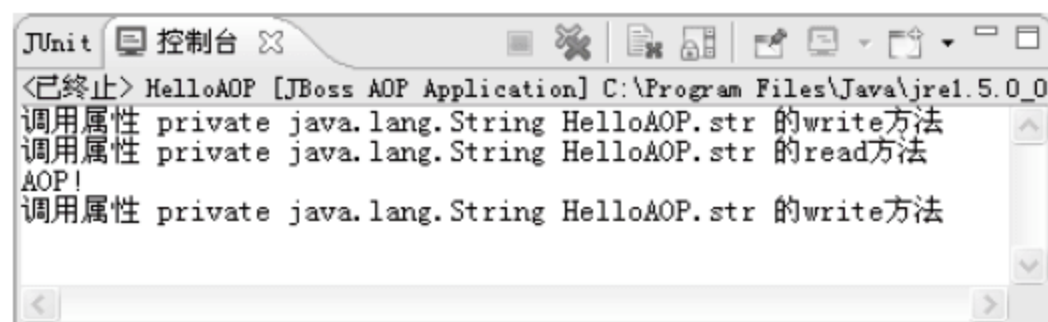 JUnit 控制台
<已终止> HelloAOP [JBoss AOP Application] C:\Program Files\Java\jre1.5.0_0
调用属性 private java.lang.String HelloAOP.str 的write方法
调用属性 private java.lang.String HelloAOP.str 的read方法
AOP!
调用属性 private java.lang.String HelloAOP.str 的write方法